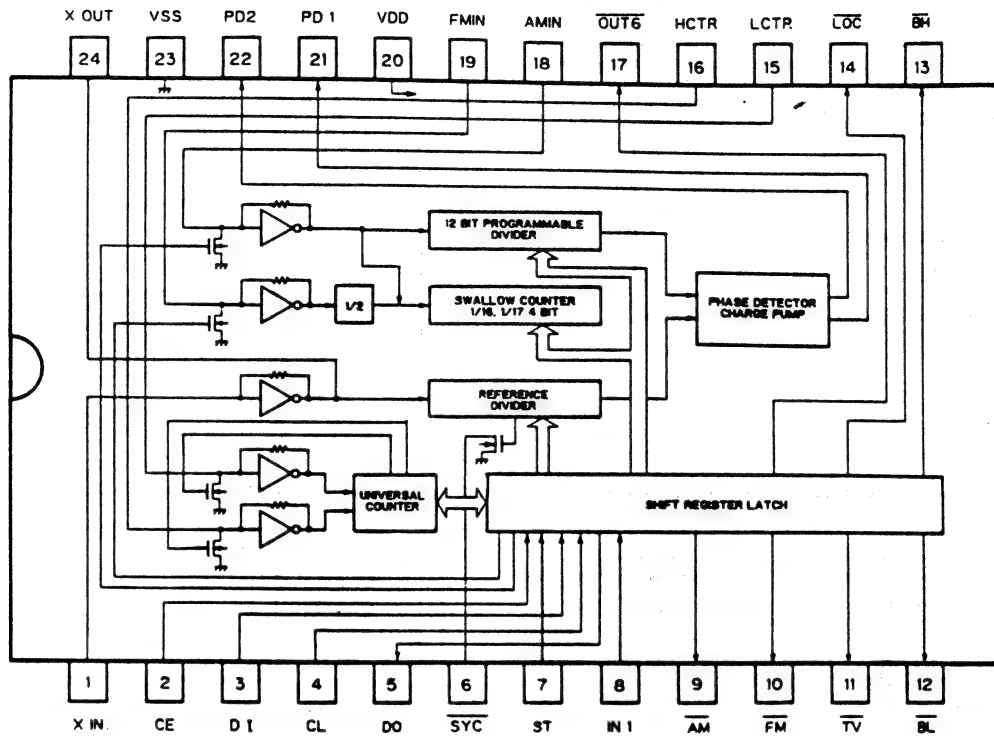 X OUT VSS PD2 PD1 VDD FMIN AMIN OUT6 HCTR LCTR LOC BH
24 23 22 21 20 19 18 17 16 15 14 13
12 BIT PROGRAMMABLE
DIVIDER
1/2
SWALLOW COUNTER
1/16, 1/17 4 BIT
PHASE DETECTOR
CHARGE PUMP
REFERENCE
DIVIDER
UNIVERSAL
COUNTER
SHIFT REGISTER LATCH
1 2 3 4 5 6 7 8 9 10 11 12
X IN CE DI CL DO SYC ST IN 1 AM FM TV BL